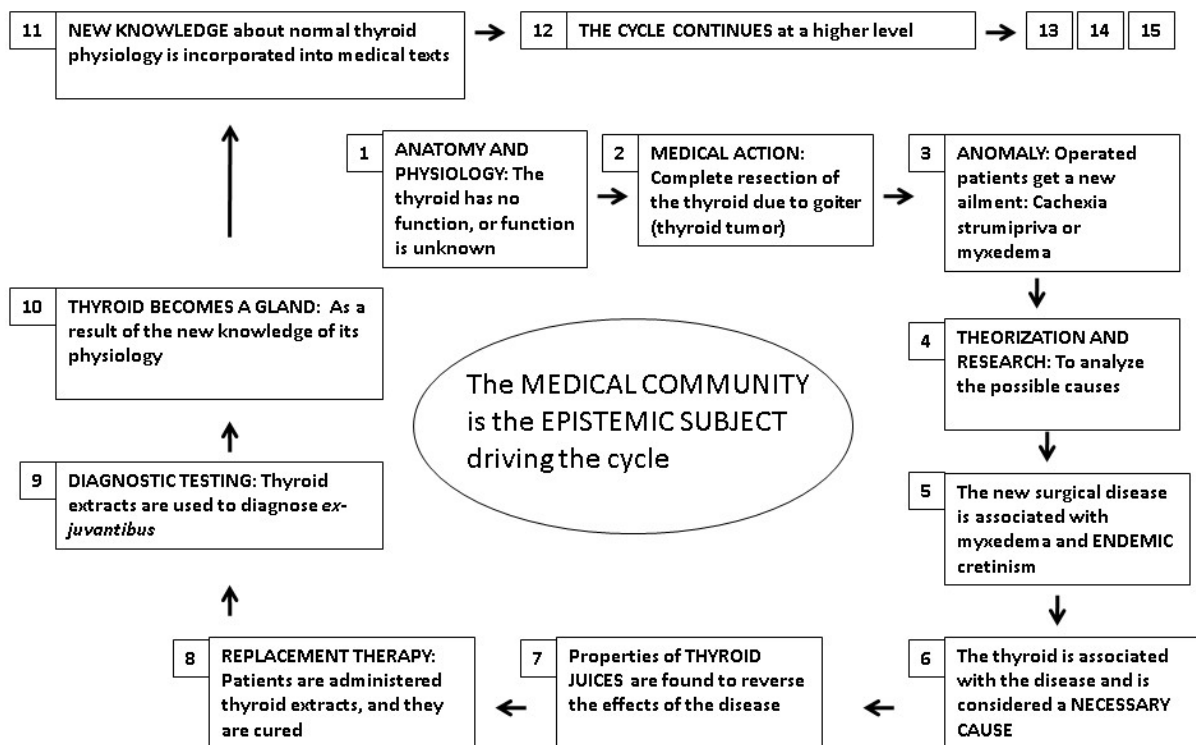 11 NEW KNOWLEDGE about normal thyroid
physiology is incorporated into medical texts
12 THE CYCLE CONTINUES at a higher level
13 14 15
1 ANATOMY AND
PHYSIOLOGY: The
thyroid has no
function, or function
is unknown
2 MEDICAL ACTION:
Complete resection of
the thyroid due to goiter
(thyroid tumor)
3 ANOMALY: Operated
patients get a new
ailment: Cachexia
strumipriva or
myxedema
4 THEORIZATION AND
RESEARCH: To analyze
the possible causes
5 The new surgical disease
is associated with
myxedema and ENDEMIC
cretinism
6 The thyroid is associated
with the disease and is
considered a NECESSARY
CAUSE
7 Properties of THYROID
JUICES are found to reverse
the effects of the disease
8 REPLACEMENT THERAPY:
Patients are administered
thyroid extracts, and they
are cured
9 DIAGNOSTIC TESTING: Thyroid
extracts are used to diagnose ex-
juvantibus
10 THYROID BECOMES A GLAND: As a
result of the new knowledge of its
physiology
The MEDICAL COMMUNITY
is the EPISTEMIC SUBJECT
driving the cycle